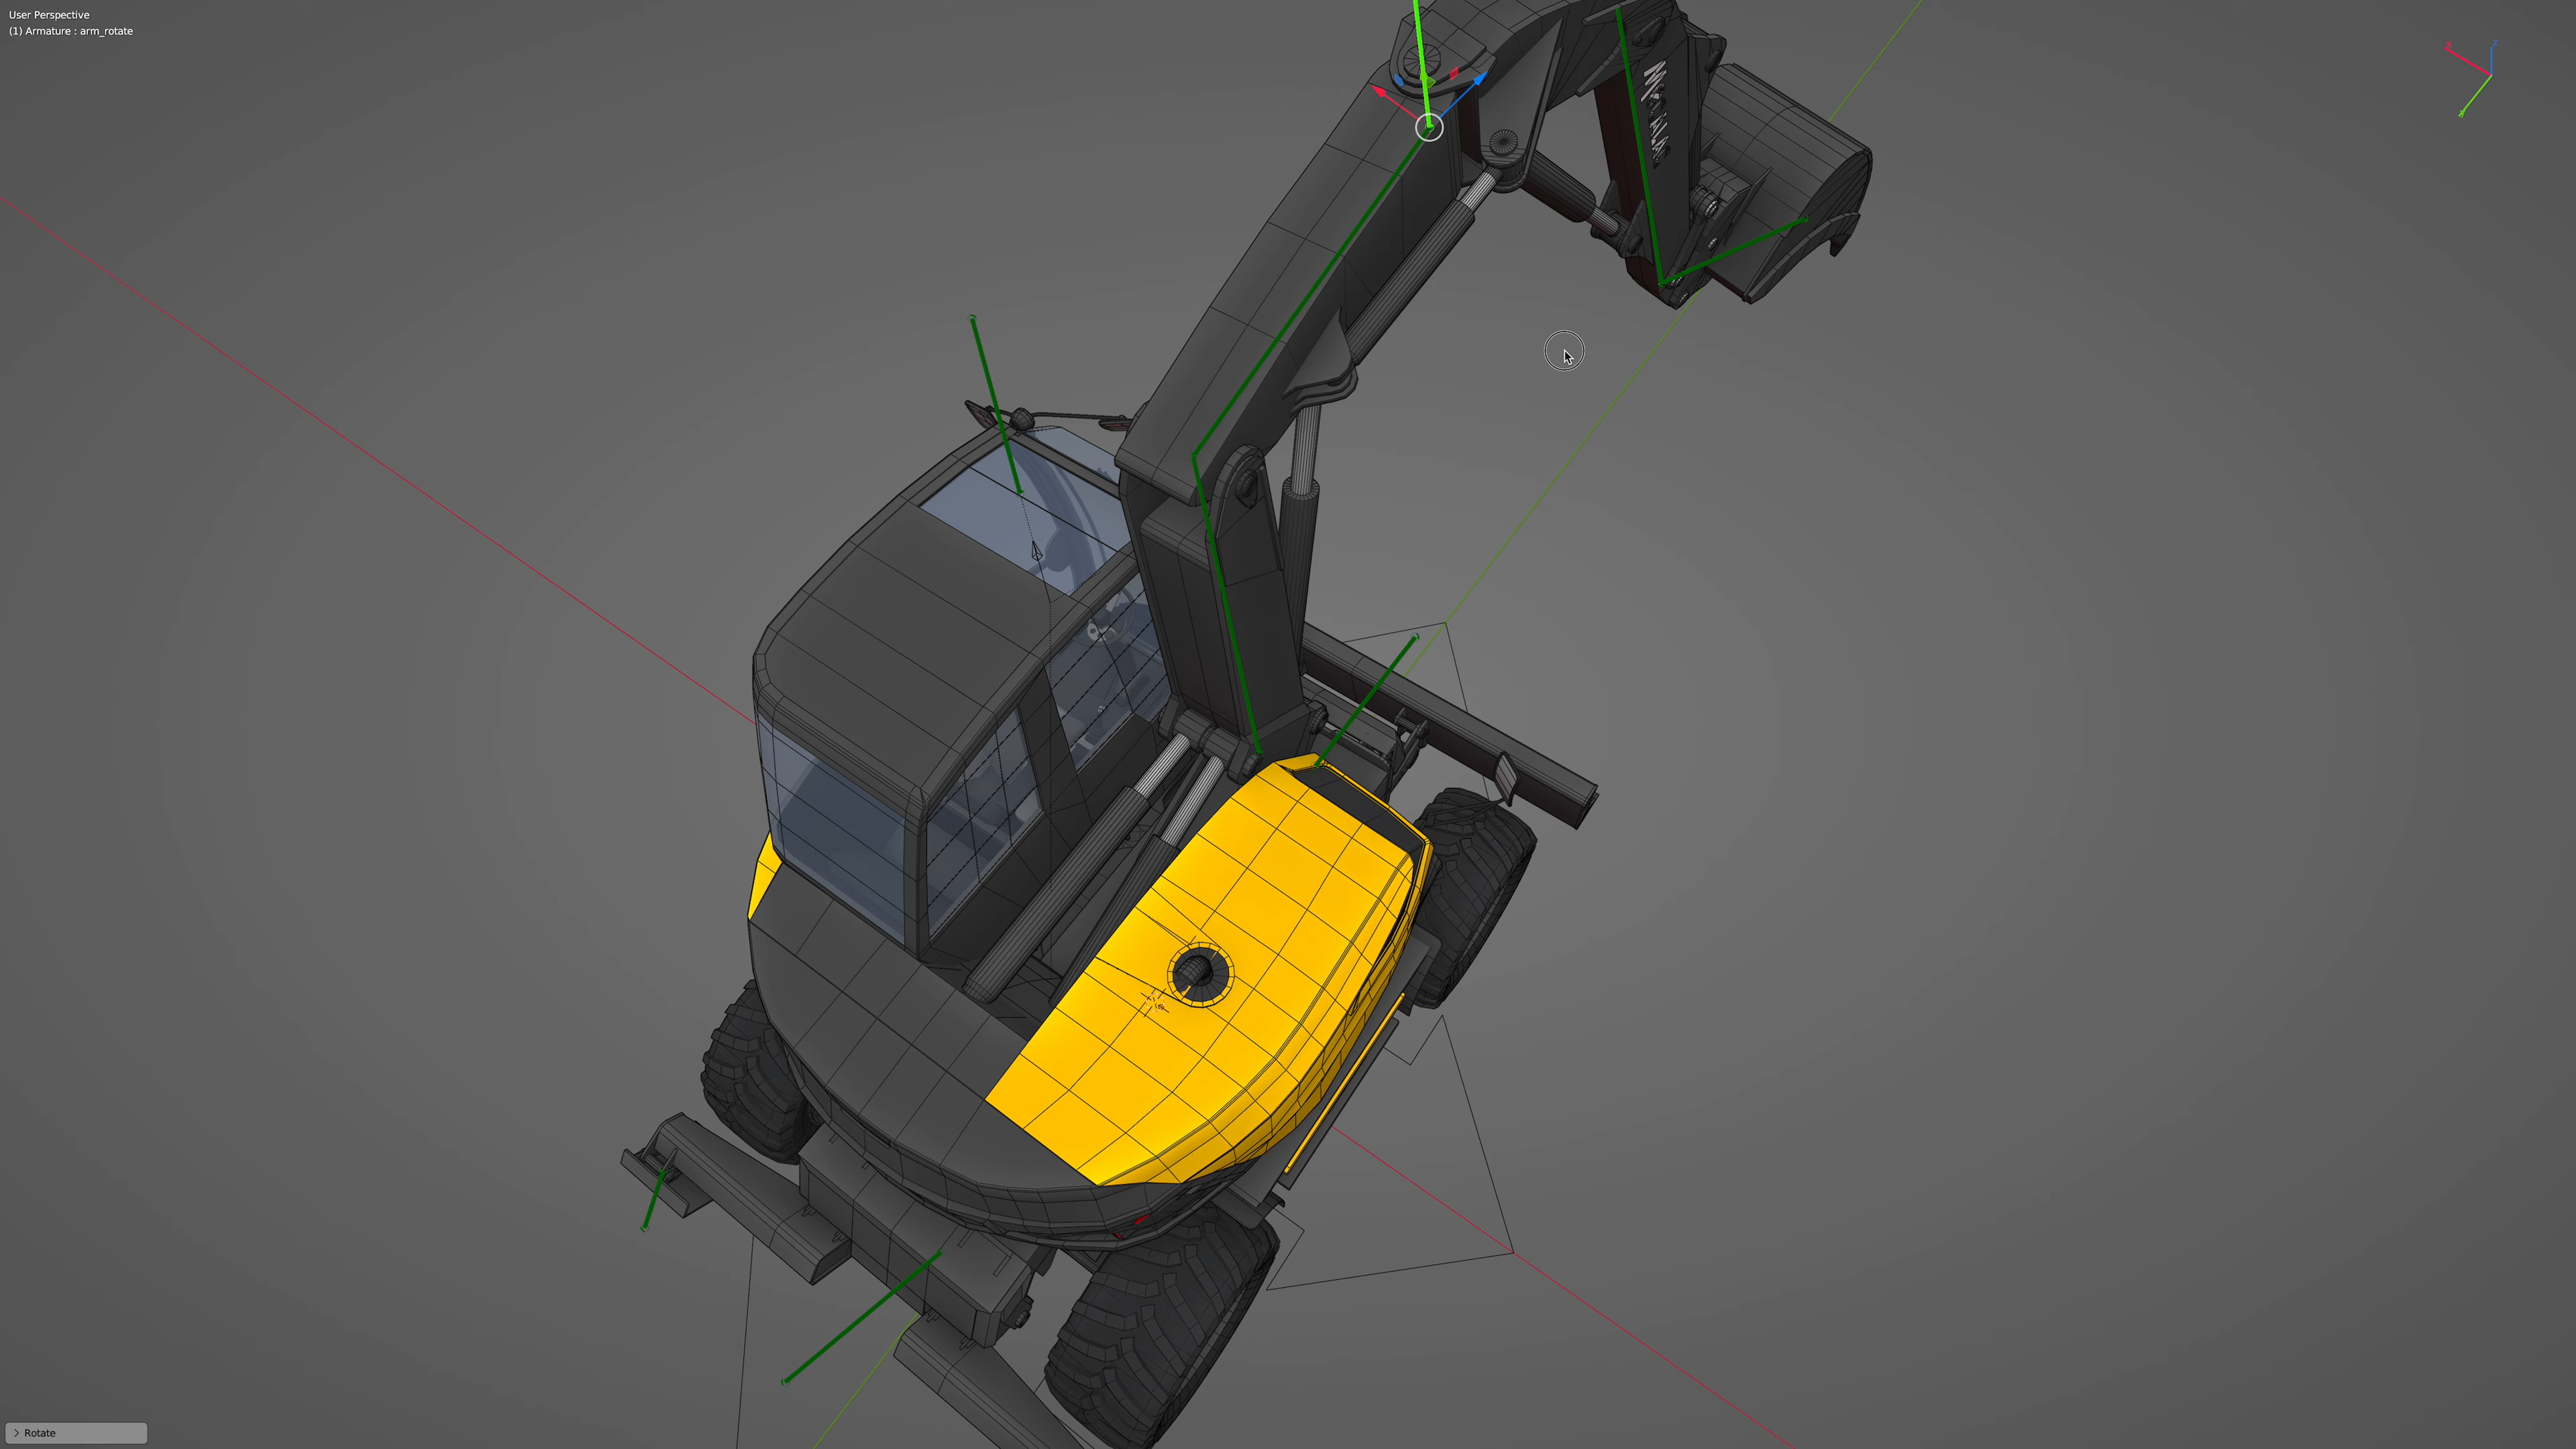 User Perspective
(1) Armature : arm_rotate
X
Z
Rotate